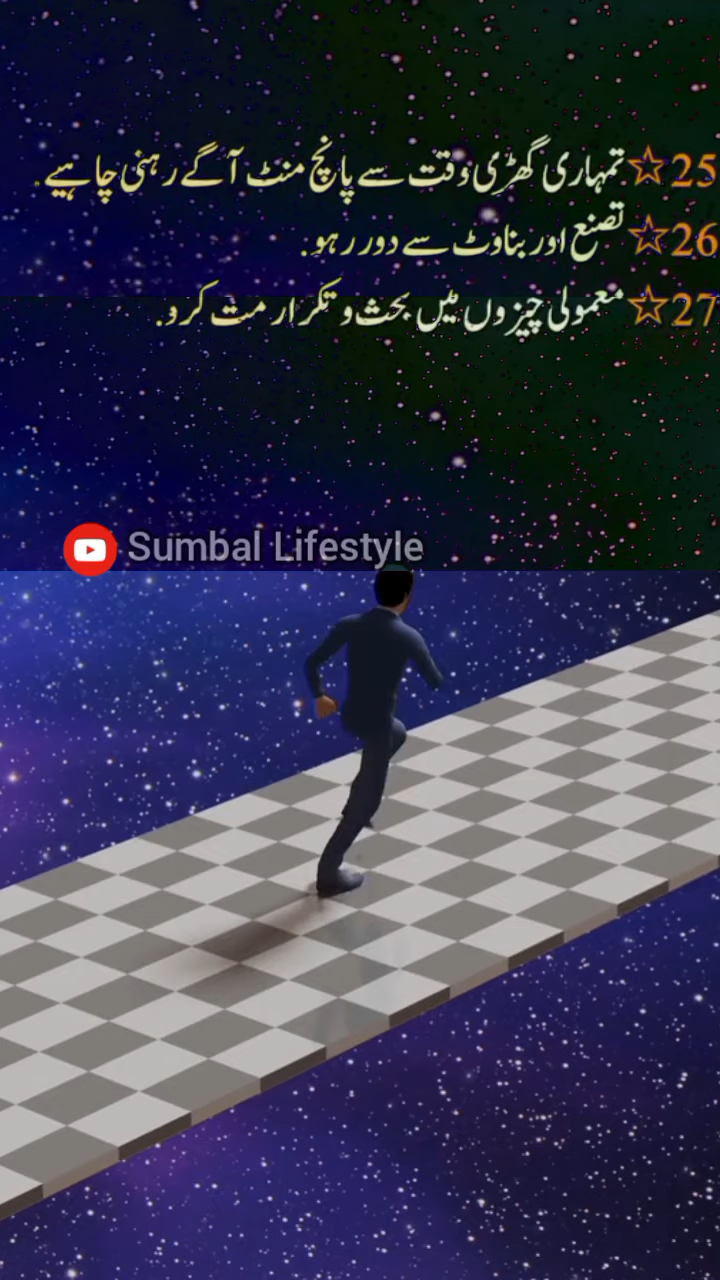 25☆ تمہاری گھڑی وقت سے پانچ منٹ آگے رہنی چاہیے.
26☆ تصنع اور بناوٹ سے دور رہو.
27☆ معمولی چیزوں میں بحث و تکرار مت کرو.
Sumbal Lifestyle